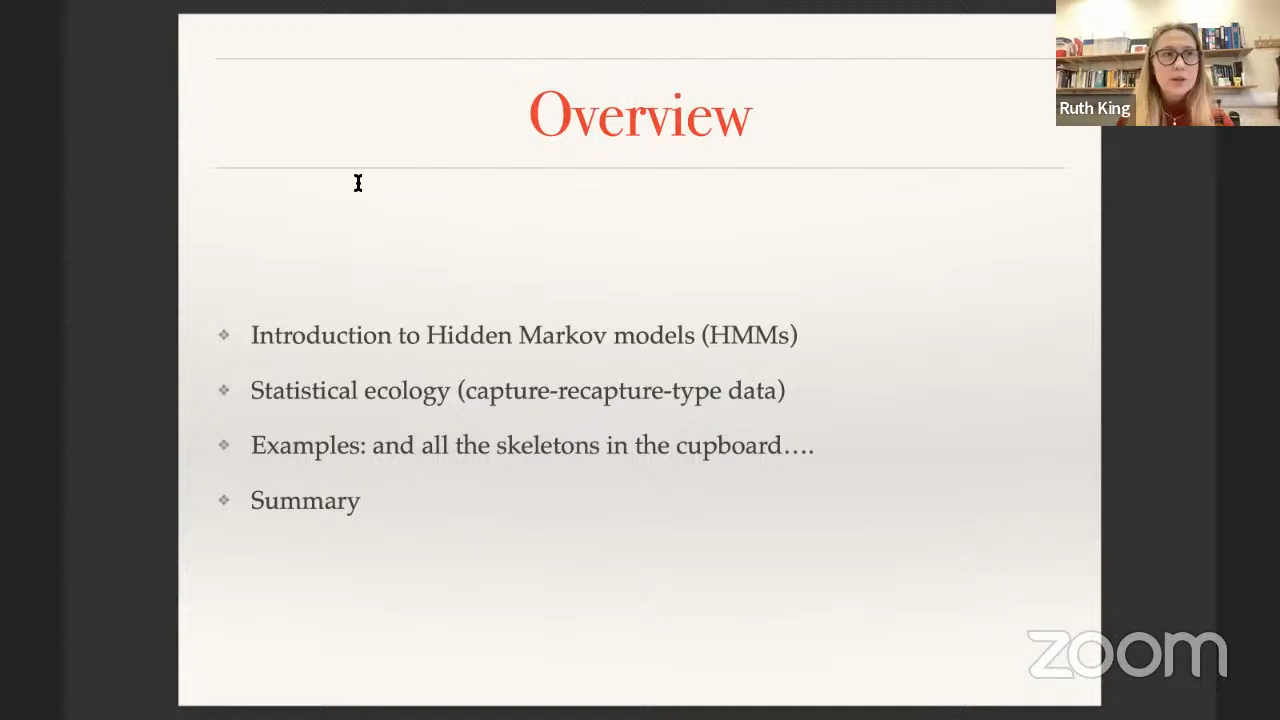 Overview
Ruth King
Introduction to Hidden Markov models (HMMs)
Statistical ecology (capture-recapture-type data)
Examples: and all the skeletons in the cupboard….
Summary
zoom